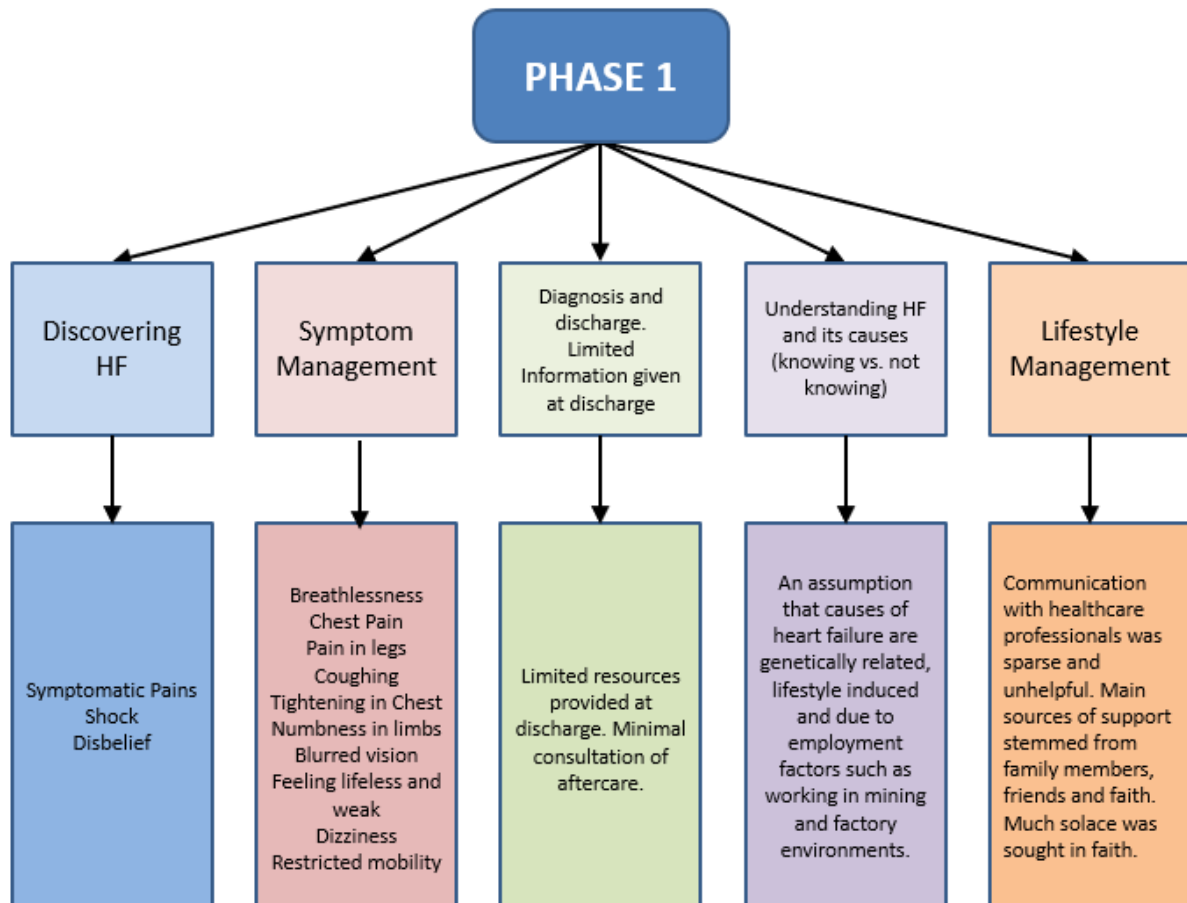 PHASE 1
Discovering
HF
Symptom
Management
Diagnosis and
discharge.
Limited
Information given
at discharge
Understanding HF
and its causes
(knowing vs. not
knowing)
Lifestyle
Management
Symptomatic Pains
Shock
Disbelief
Breathlessness
Chest Pain
Pain in legs
Coughing
Tightening in Chest
Numbness in limbs
Blurred vision
Feeling lifeless and
weak
Dizziness
Restricted mobility
Limited resources
provided at
discharge. Minimal
consultation of
aftercare.
An assumption
that causes of
heart failure are
genetically related,
lifestyle induced
and due to
employment
factors such as
working in mining
and factory
environments.
Communication
with healthcare
professionals was
sparse and
unhelpful. Main
sources of support
stemmed from
family members,
friends and faith.
Much solace was
sought in faith.